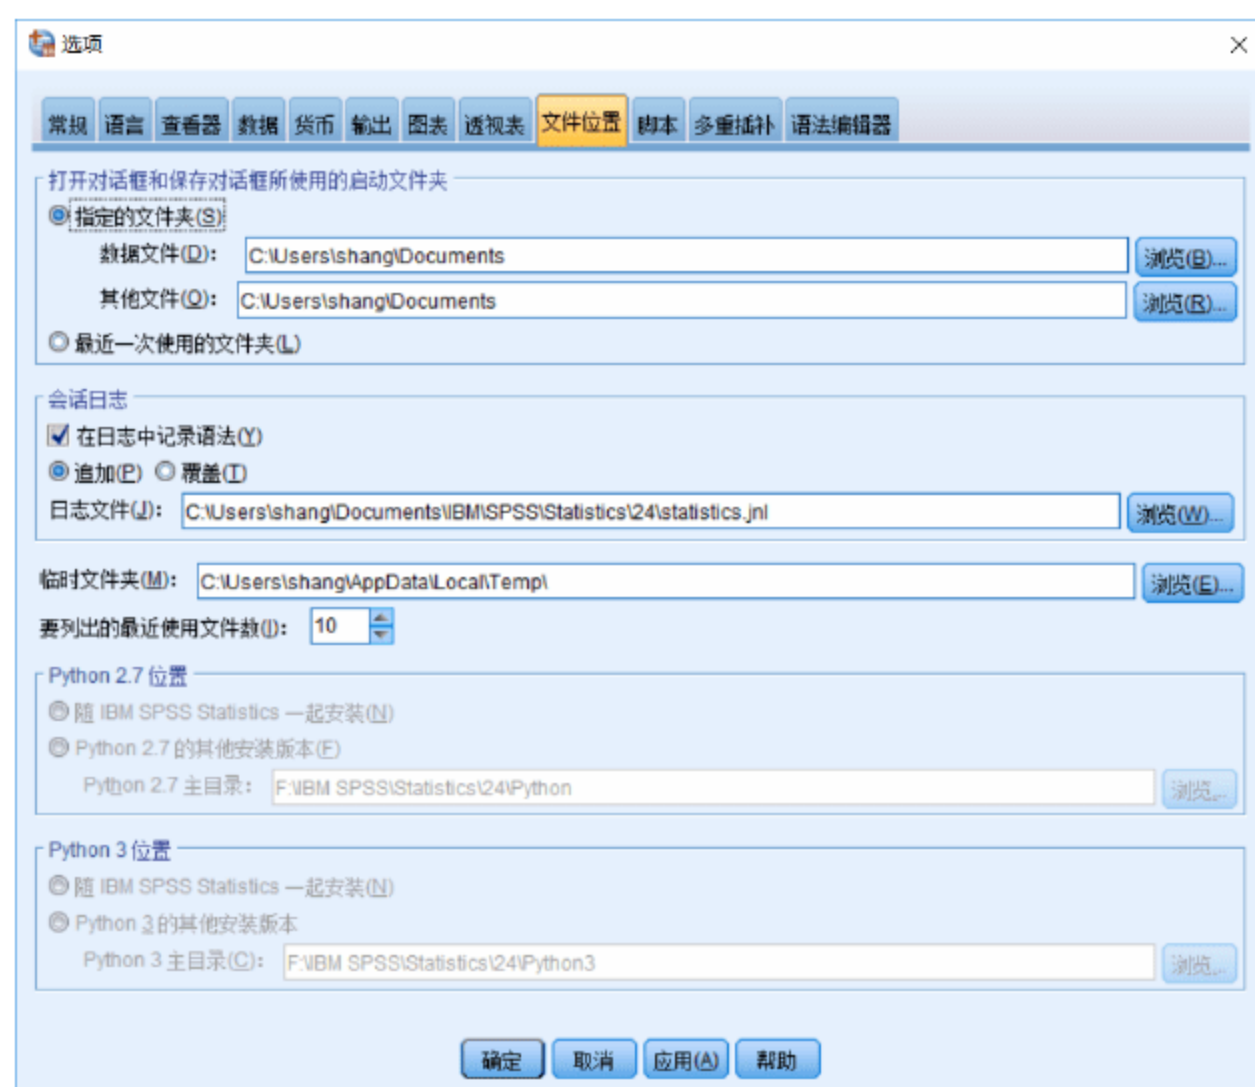 选项
常规 语言 查看器 数据 货币 输出 图表 透视表 文件位置 脚本 多重插补 语法编辑器
打开对话框和保存对话框所使用的启动文件夹
指定的文件夹(S)
数据文件(D): C:\Users\shang\Documents 浏览(B)...
其他文件(O): C:\Users\shang\Documents 浏览(R)...
最近一次使用的文件夹(L)
会话日志
在日志中记录语法(Y)
追加(P) 覆盖(T)
日志文件(J): C:\Users\shang\Documents\IBM\SPSS\Statistics\24\statistics.jnl 浏览(W)...
临时文件夹(M): C:\Users\shang\AppData\Local\Temp\ 浏览(E)...
要列出的最近使用文件数(I): 10
Python 2.7 位置
随 IBM SPSS Statistics 一起安装(N)
Python 2.7 的其他安装版本(F)
Python 2.7 主目录: F:\IBM SPSS\Statistics\24\Python 浏览...
Python 3 位置
随 IBM SPSS Statistics 一起安装(N)
Python 3 的其他安装版本
Python 3 主目录(C): F:\IBM SPSS\Statistics\24\Python3 浏览...
确定 取消 应用(A) 帮助